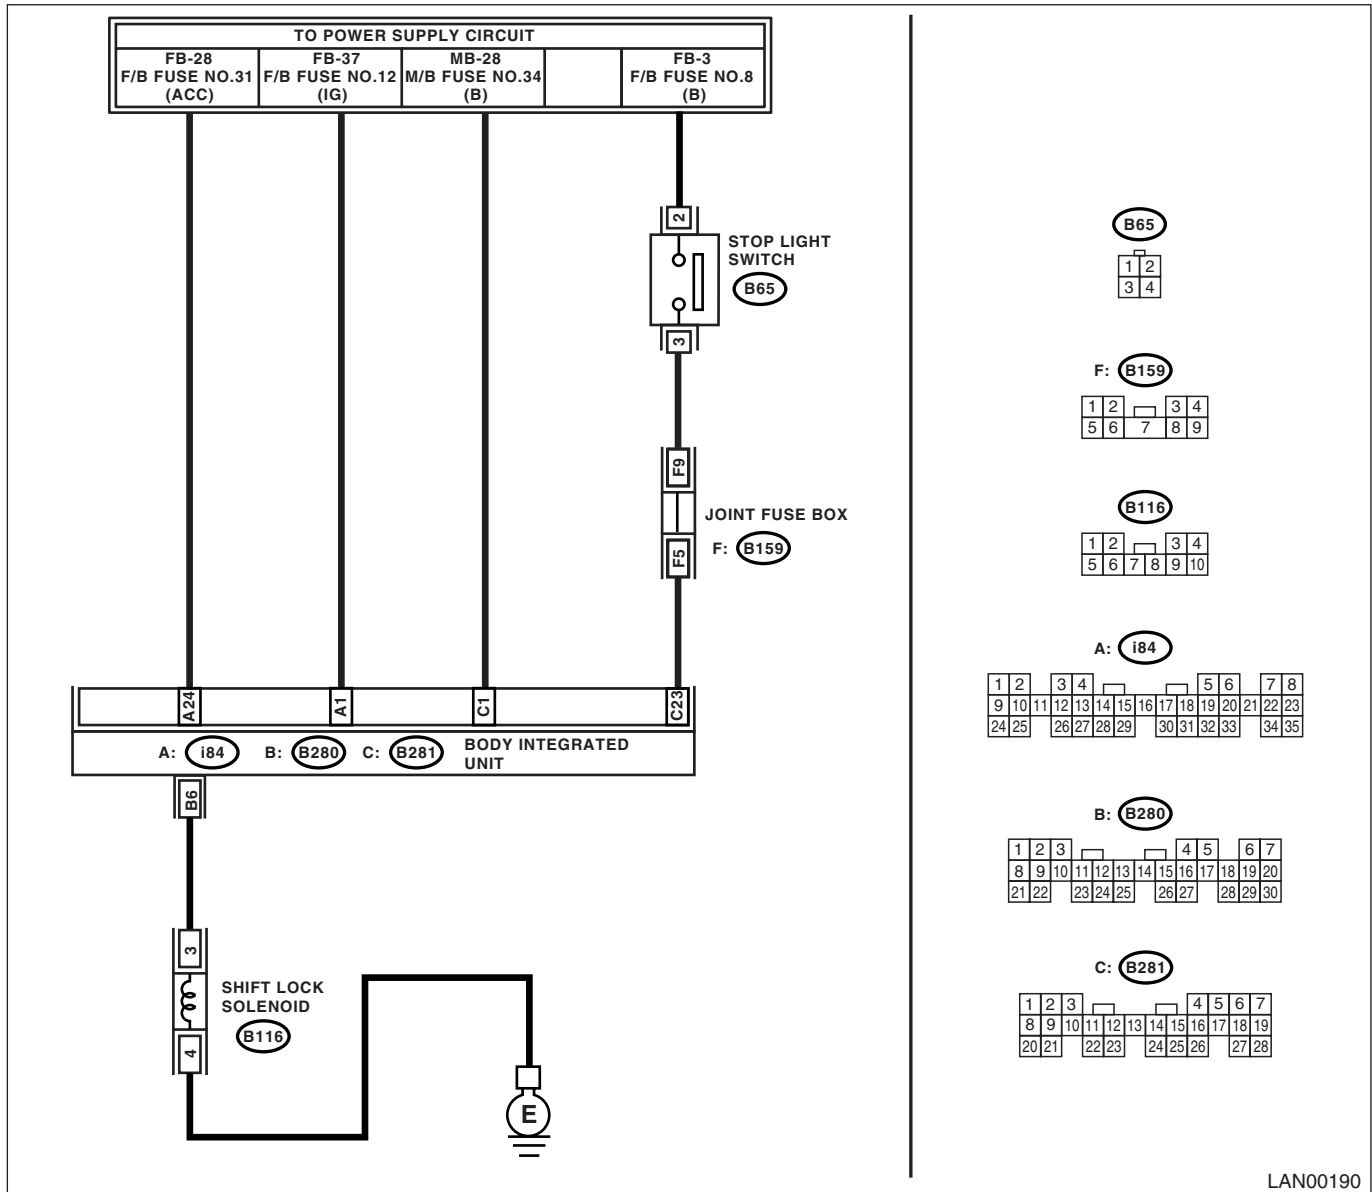 TO POWER SUPPLY CIRCUIT
FB-28
F/B FUSE NO.31
(ACC)
FB-37
F/B FUSE NO.12
(IG)
MB-28
M/B FUSE NO.34
(B)
FB-3
F/B FUSE NO.8
(B)
2
STOP LIGHT
SWITCH
B65
3
F9
JOINT FUSE BOX
F: B159
F5
A24
A1
C1
C23
A: i84 B: B280 C: B281 BODY INTEGRATED
UNIT
B6
3
SHIFT LOCK
SOLENOID
B116
4
E
B65
1 2
3 4
F: B159
1 2 3 4
5 6 7 8 9
B116
1 2 3 4
5 6 7 8 9 10
A: i84
1 2 3 4 5 6 7 8
9 10 11 12 13 14 15 16 17 18 19 20 21 22 23
24 25 26 27 28 29 30 31 32 33 34 35
B: B280
1 2 3 4 5 6 7
8 9 10 11 12 13 14 15 16 17 18 19 20
21 22 23 24 25 26 27 28 29 30
C: B281
1 2 3 4 5 6 7
8 9 10 11 12 13 14 15 16 17 18 19
20 21 22 23 24 25 26 27 28
LAN00190